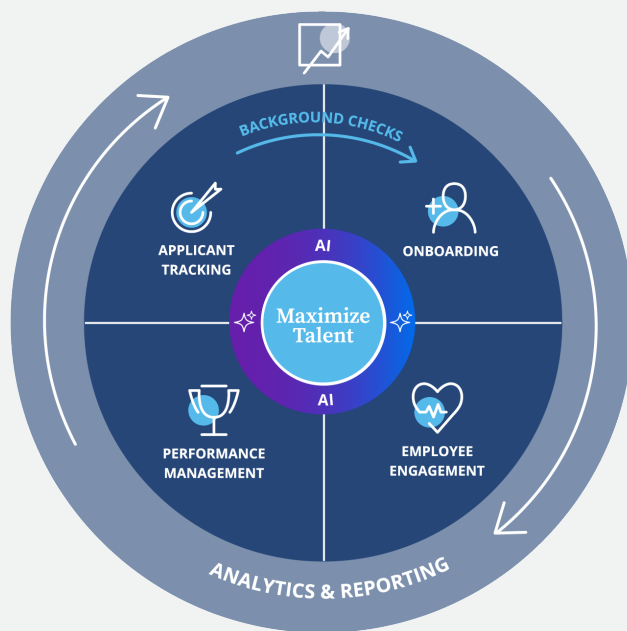 BACKGROUND CHECKS
APPLICANT
TRACKING
ONBOARDING
AI
Maximize
Talent
AI
PERFORMANCE
MANAGEMENT
EMPLOYEE
ENGAGEMENT
ANALYTICS & REPORTING